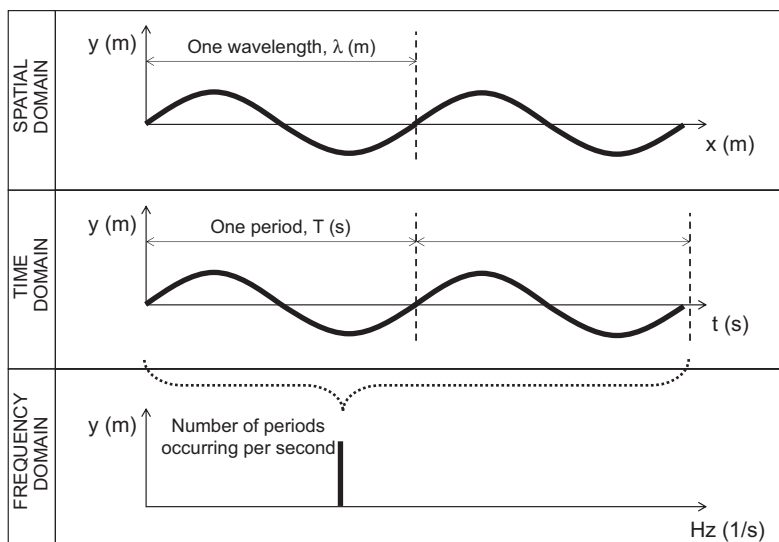 SPATIAL
DOMAIN
y (m)
One wavelength, λ (m)
x (m)
TIME
DOMAIN
y (m)
One period, T (s)
t (s)
FREQUENCY
DOMAIN
y (m)
Number of periods
occurring per second
Hz (1/s)